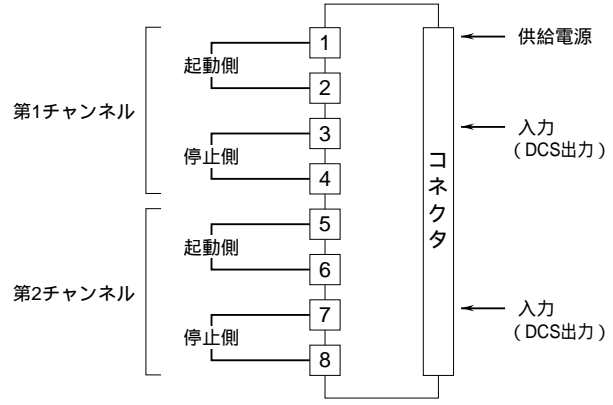 第1チャンネル
起動側
停止側
第2チャンネル
起動側
停止側
1
2
3
4
5
6
7
8
コネクタ
供給電源
入力
（DCS出力）
入力
（DCS出力）